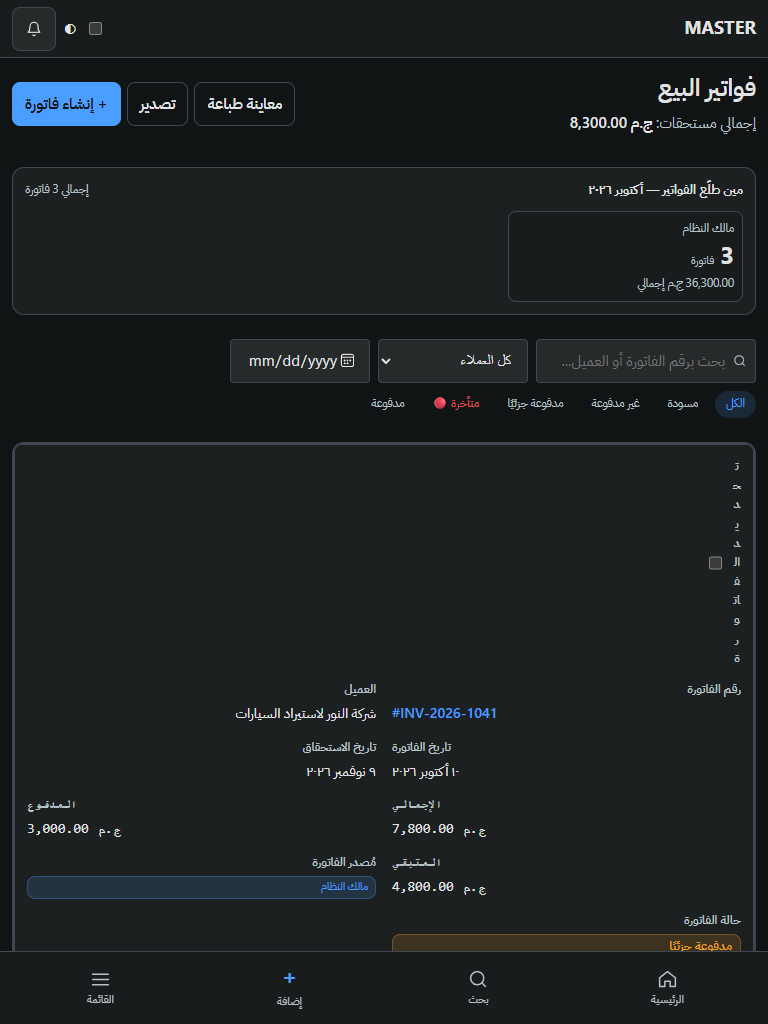 MASTER
فواتير البيع
إجمالي مستحقات: ج.م 8,300.00
معاينة طباعة
تصدير
+ إنشاء فاتورة
مين طلّع الفواتير — أكتوبر ٢٠٢٦
إجمالي 3 فاتورة
مالك النظام
3 فاتورة
36,300.00 ج.م إجمالي
بحث برقم الفاتورة أو العميل...
كل العملاء
mm/dd/yyyy
الكل
مسودة
غير مدفوعة
مدفوعة جزئيًا
متأخرة
مدفوعة
تحديد الفاتورة
رقم الفاتورة
#INV-2026-1041
العميل
شركة النور لاستيراد السيارات
تاريخ الفاتورة
١٠ أكتوبر ٢٠٢٦
تاريخ الاستحقاق
٩ نوفمبر ٢٠٢٦
الإجمالي
7,800.00 ج.م
المدفوع
3,000.00 ج.م
المتبقي
4,800.00 ج.م
مُصدر الفاتورة
مالك النظام
حالة الفاتورة
مدفوعة جزئيًا
الرئيسية
بحث
إضافة
القائمة